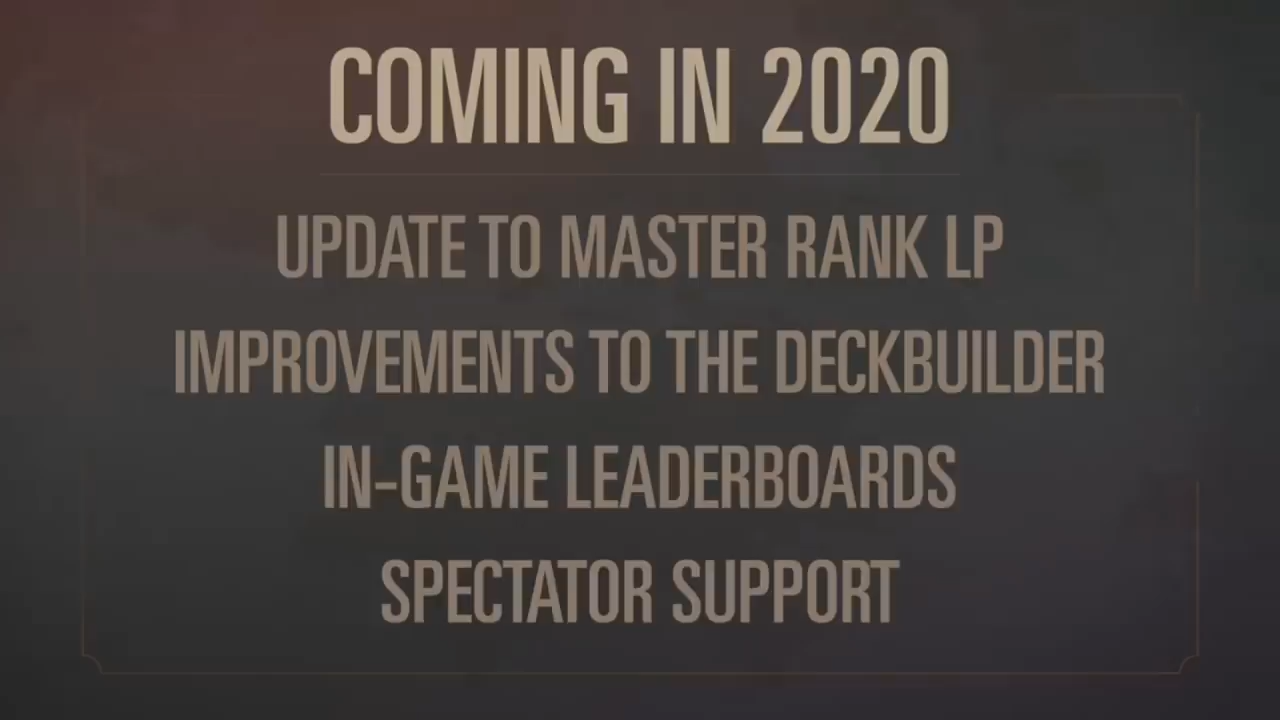 COMING IN 2020
UPDATE TO MASTER RANK LP
IMPROVEMENTS TO THE DECKBUILDER
IN-GAME LEADERBOARDS
SPECTATOR SUPPORT